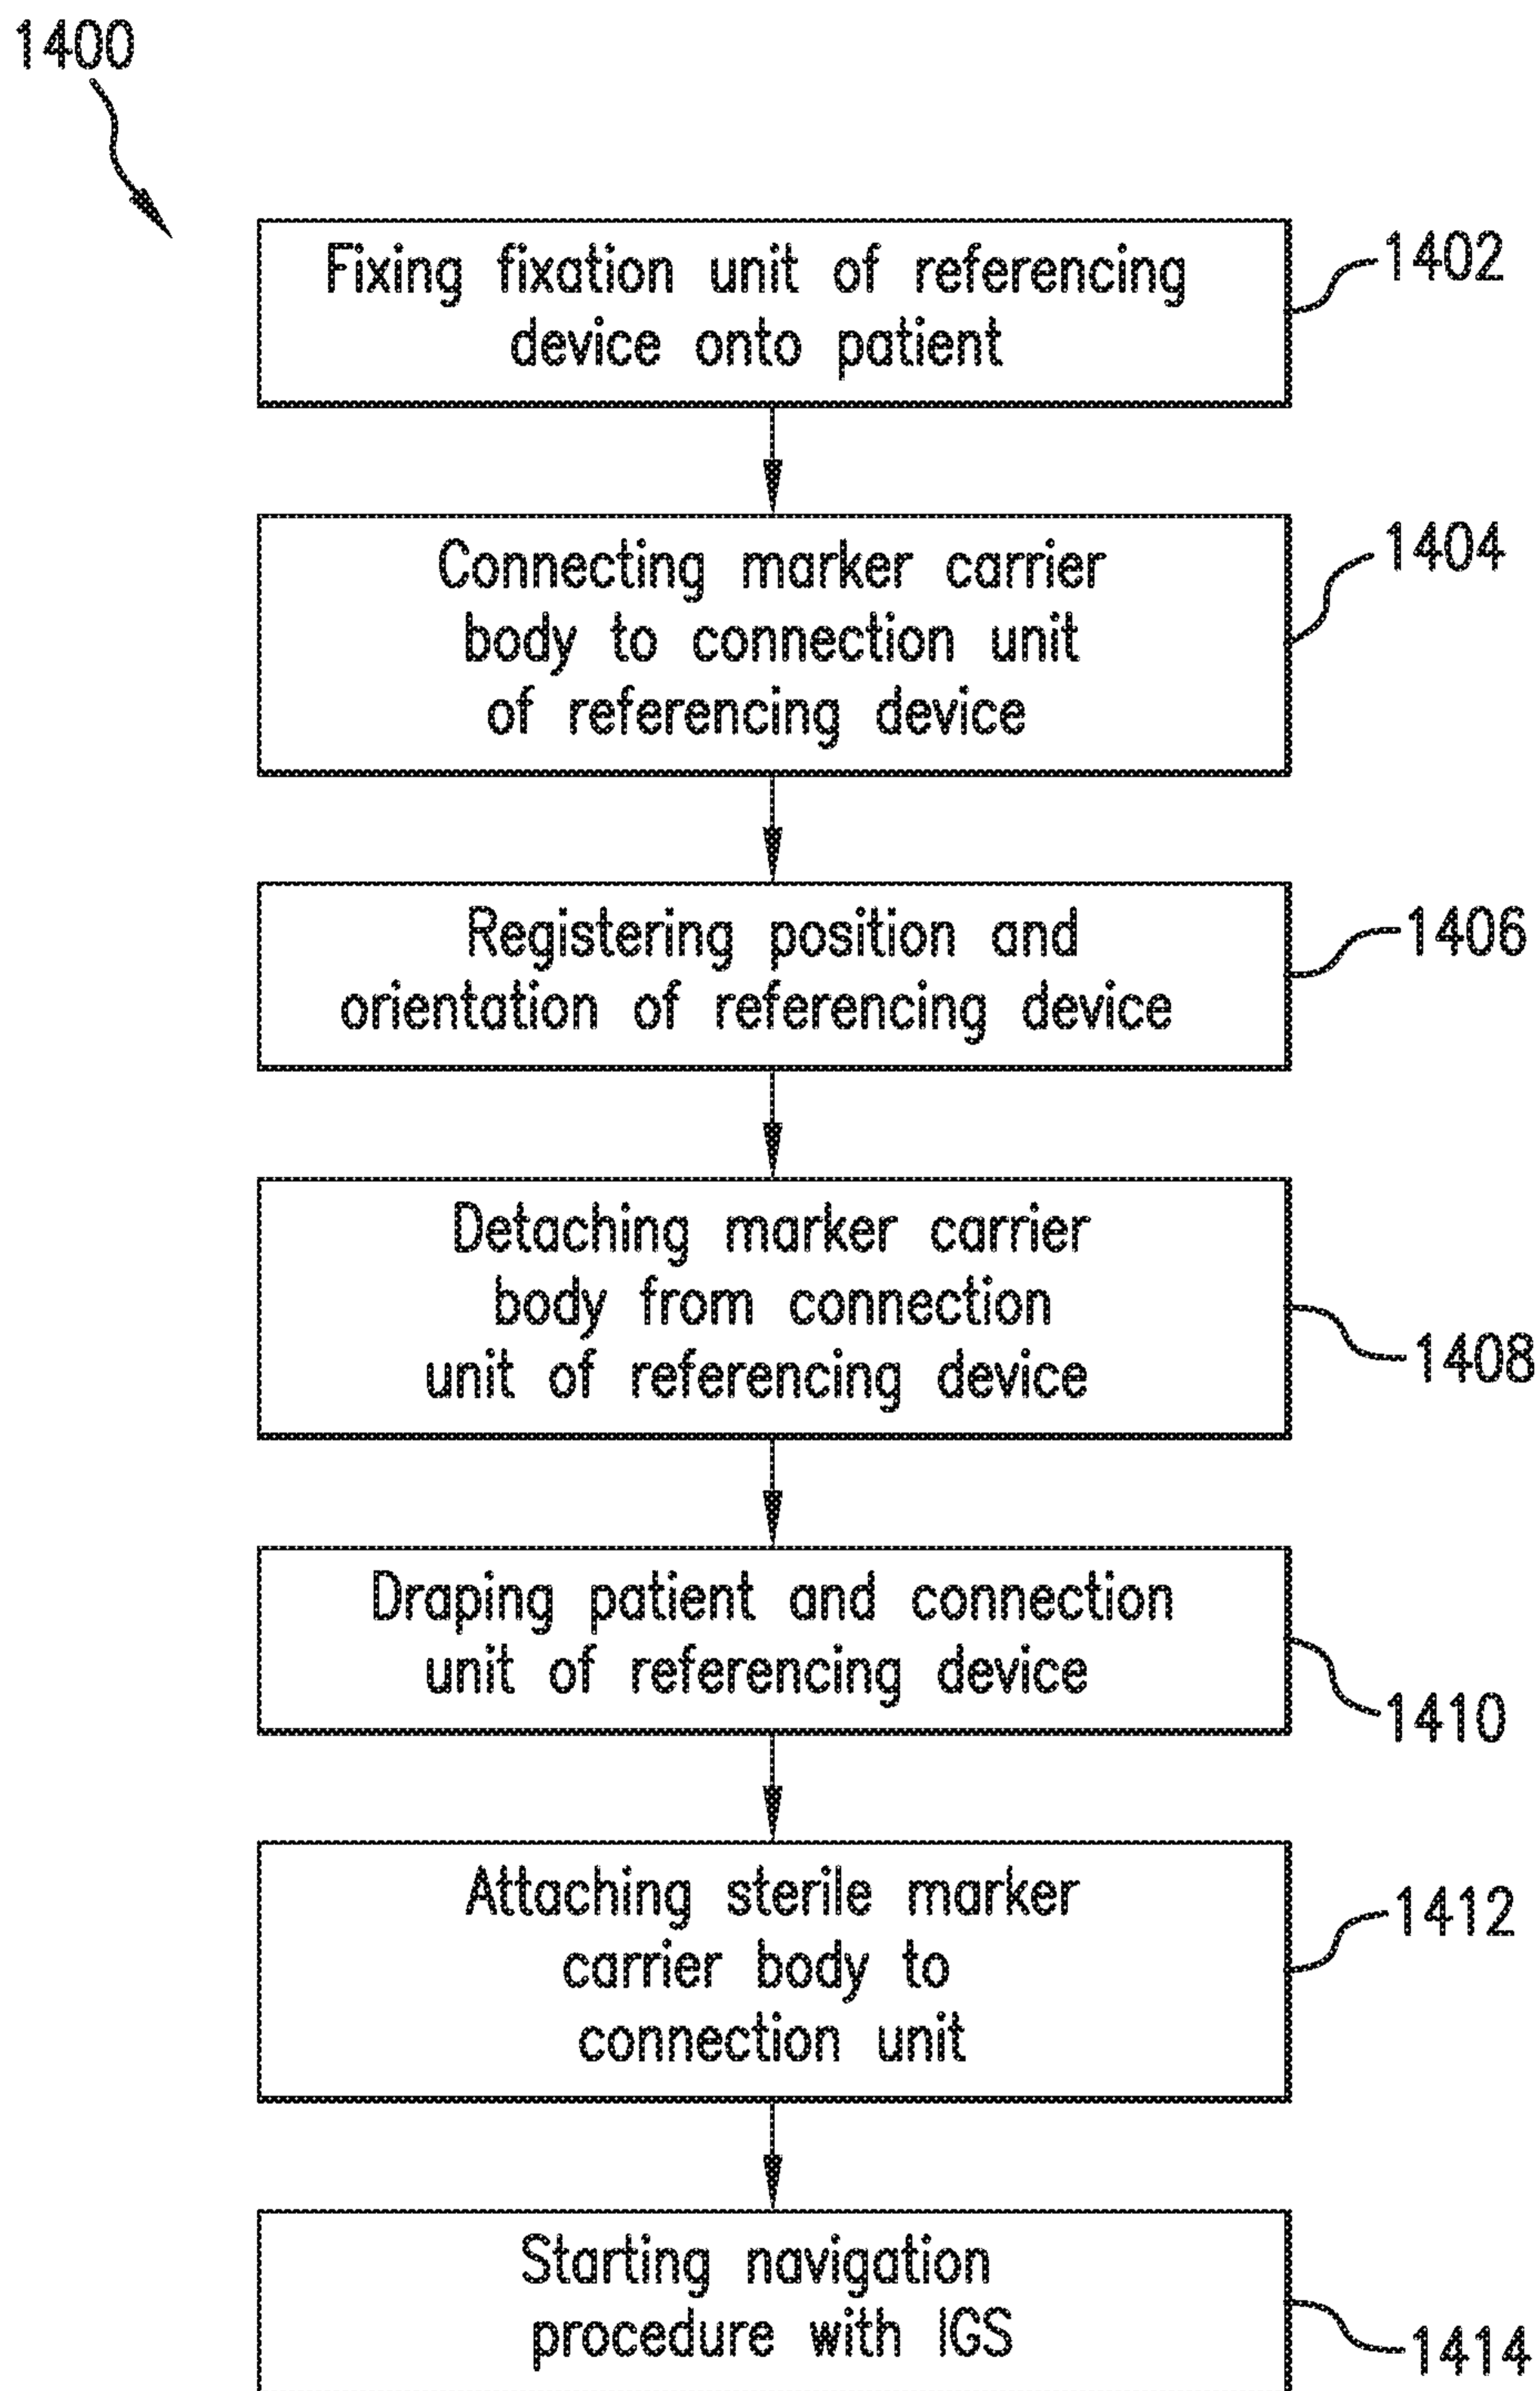 1400
Fixing fixation unit of referencing
device onto patient
1402
Connecting marker carrier
body to connection unit
of referencing device
1404
Registering position and
orientation of referencing device
1406
Detaching marker carrier
body from connection
unit of referencing device
1408
Draping patient and connection
unit of referencing device
1410
Attaching sterile marker
carrier body to
connection unit
1412
Starting navigation
procedure with IGS
1414